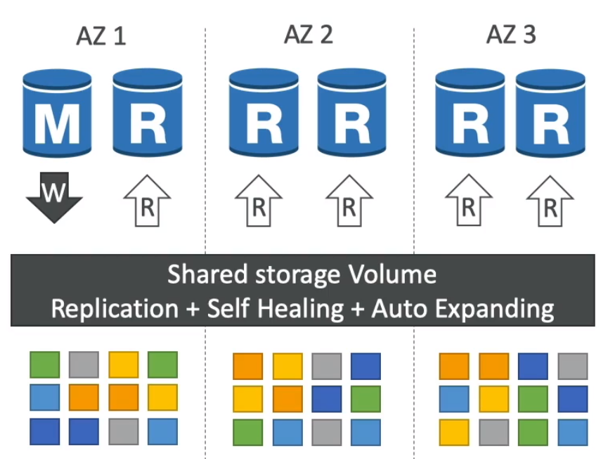 AZ 1 AZ 2 AZ 3
M R R R R R
W R R R R R
Shared storage Volume
Replication + Self Healing + Auto Expanding